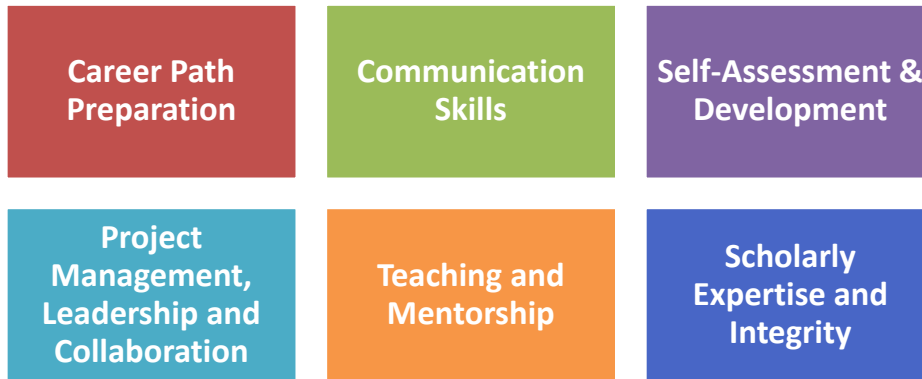 Career Path
Preparation
Communication
Skills
Self-Assessment &
Development
Project
Management,
Leadership and
Collaboration
Teaching and
Mentorship
Scholarly
Expertise and
Integrity